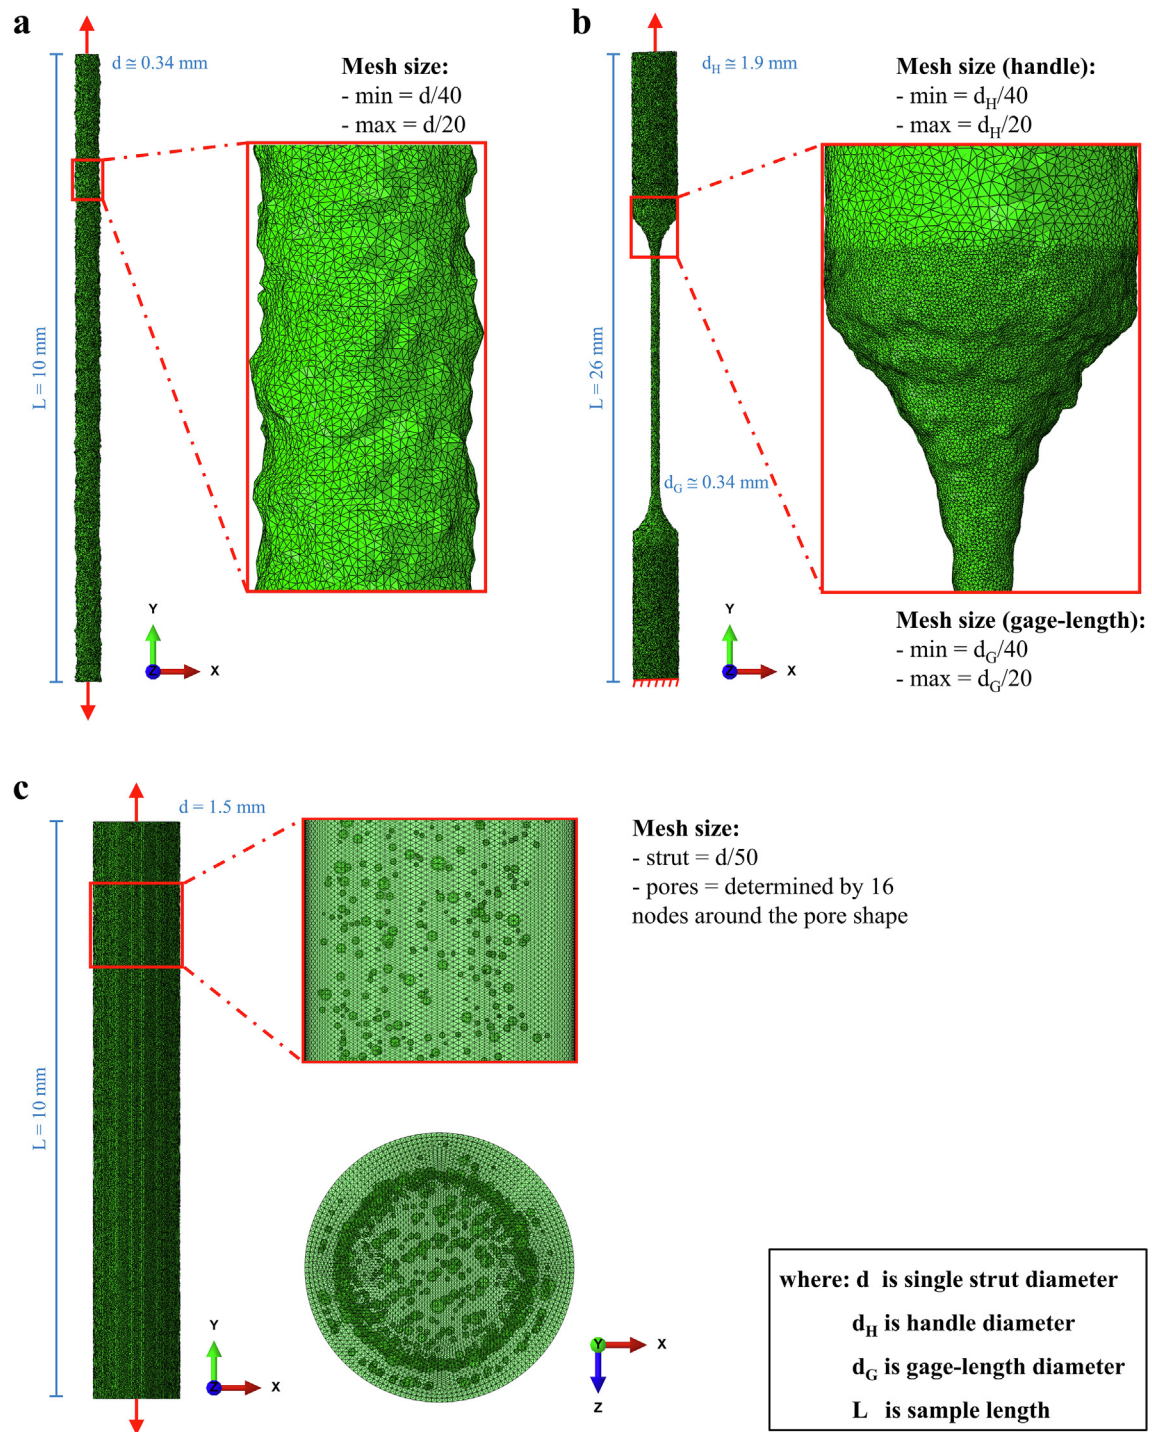 a
d ≅ 0.34 mm
Mesh size:
- min = d/40
- max = d/20
L = 10 mm
Y
Z
X
b
d_H ≅ 1.9 mm
Mesh size (handle):
- min = d_H/40
- max = d_H/20
L = 26 mm
d_G ≅ 0.34 mm
Y
Z
X
Mesh size (gage-length):
- min = d_G/40
- max = d_G/20
c
d = 1.5 mm
Mesh size:
- strut = d/50
- pores = determined by 16
nodes around the pore shape
L = 10 mm
Y
Z
X
Y
X
Z
where: d is single strut diameter
d_H is handle diameter
d_G is gage-length diameter
L is sample length